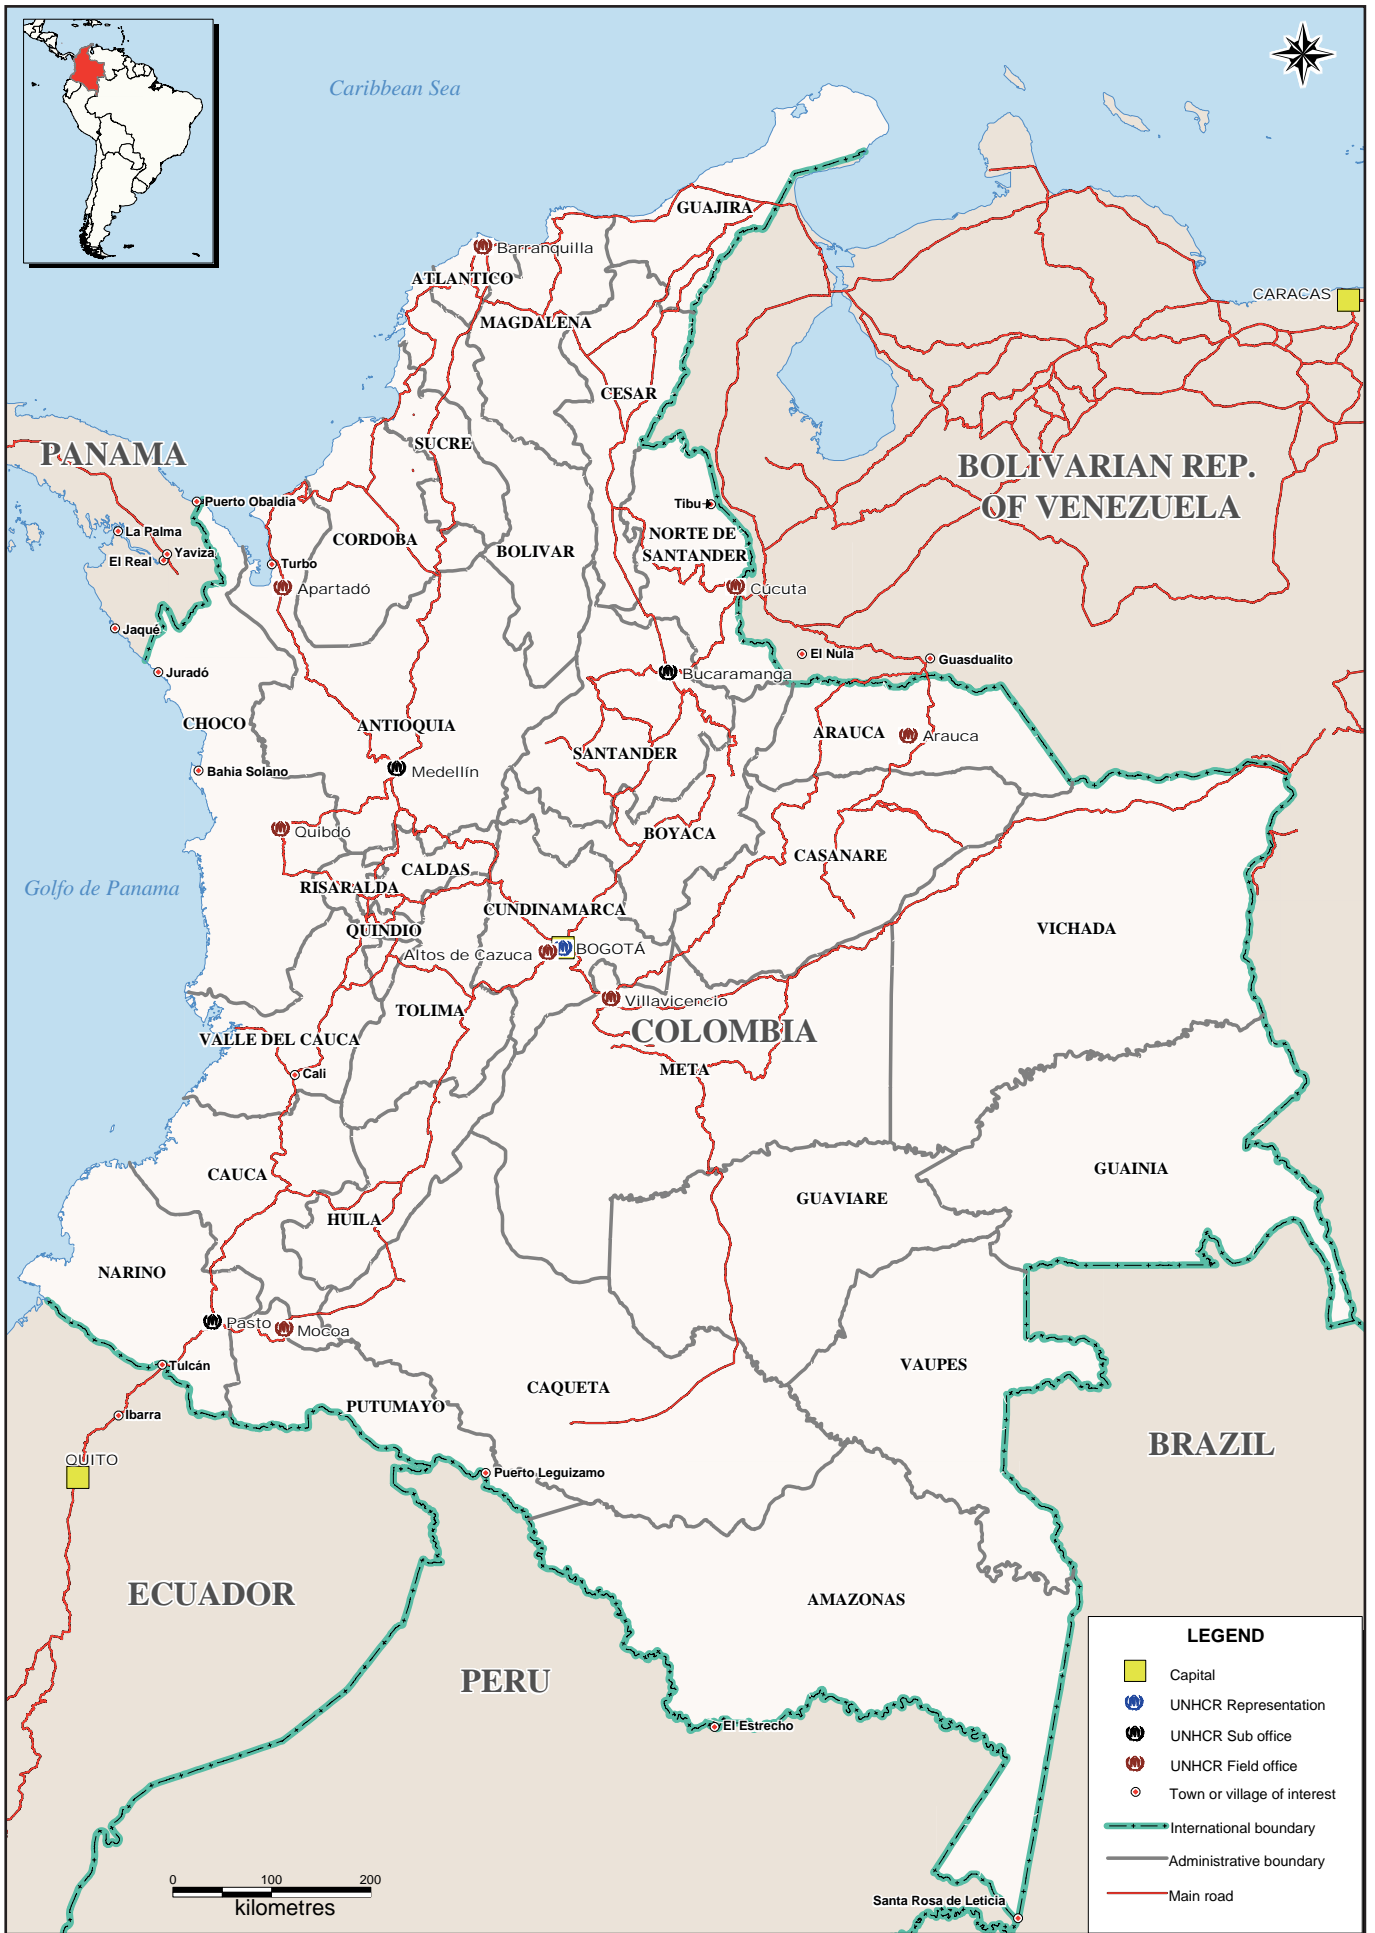 Caribbean Sea
GUAJIRA
Barranquilla
ATLANTICO
CARACAS
MAGDALENA
CESAR
SUCRE
PANAMA
BOLIVARIAN REP.
OF VENEZUELA
Puerto Obaldia
Tibu
La Palma
NORTE DE
SANTANDER
CORDOBA
BOLIVAR
Yaviza
El Real
Turbo
Apartadó
Cúcuta
Jaqué
El Nula
Guasdualito
Juradó
Bucaramanga
CHOCO
ANTIOQUIA
ARAUCA
Arauca
SANTANDER
Bahia Solano
Medellín
Quibdó
BOYACA
CASANARE
CALDAS
RISARALDA
Golfo de Panama
CUNDINAMARCA
QUINDIO
VICHADA
Altos de Cazuca
BOGOTÁ
Villavicencio
TOLIMA
COLOMBIA
VALLE DEL CAUCA
META
Cali
CAUCA
GUAINIA
GUAVIARE
HUILA
NARINO
Pasto
Mocoa
Tulcán
VAUPES
CAQUETA
PUTUMAYO
Ibarra
BRAZIL
QUITO
Puerto Leguizamo
ECUADOR
AMAZONAS
PERU
El Estrecho
Santa Rosa de Leticia
LEGEND
Capital
UNHCR Representation
UNHCR Sub office
UNHCR Field office
Town or village of interest
International boundary
Administrative boundary
Main road
0 100 200
kilometres